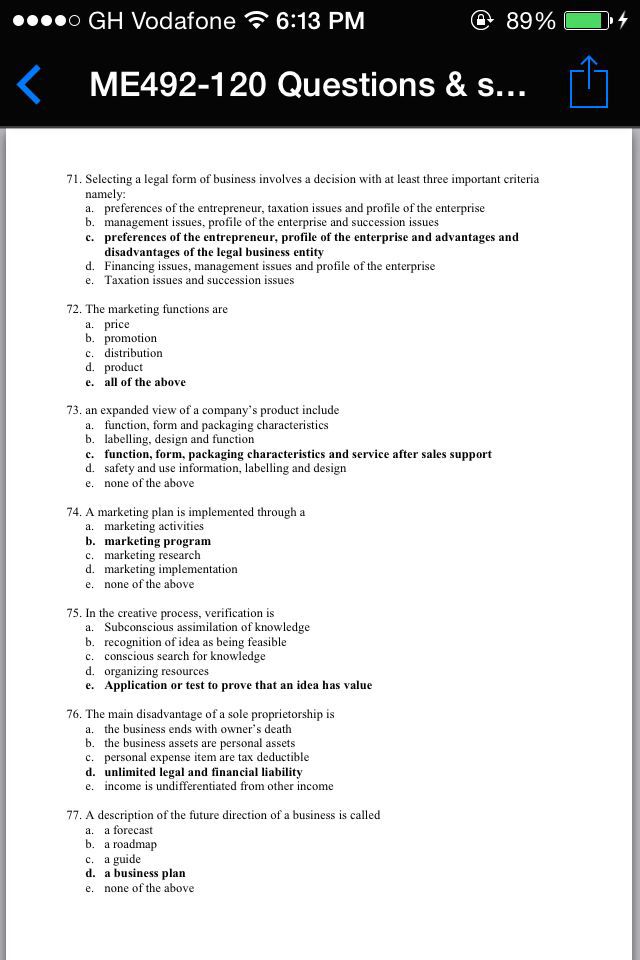 GH Vodafone 6:13 PM 89%
ME492-120 Questions & s...
71. Selecting a legal form of business involves a decision with at least three important criteria
namely:
a. preferences of the entrepreneur, taxation issues and profile of the enterprise
b. management issues, profile of the enterprise and succession issues
c. preferences of the entrepreneur, profile of the enterprise and advantages and
disadvantages of the legal business entity
d. Financing issues, management issues and profile of the enterprise
e. Taxation issues and succession issues
72. The marketing functions are
a. price
b. promotion
c. distribution
d. product
e. all of the above
73. an expanded view of a company's product include
a. function, form and packaging characteristics
b. labelling, design and function
c. function, form, packaging characteristics and service after sales support
d. safety and use information, labelling and design
e. none of the above
74. A marketing plan is implemented through a
a. marketing activities
b. marketing program
c. marketing research
d. marketing implementation
e. none of the above
75. In the creative process, verification is
a. Subconscious assimilation of knowledge
b. recognition of idea as being feasible
c. conscious search for knowledge
d. organizing resources
e. Application or test to prove that an idea has value
76. The main disadvantage of a sole proprietorship is
a. the business ends with owner's death
b. the business assets are personal assets
c. personal expense item are tax deductible
d. unlimited legal and financial liability
e. income is undifferentiated from other income
77. A description of the future direction of a business is called
a. a forecast
b. a roadmap
c. a guide
d. a business plan
e. none of the above